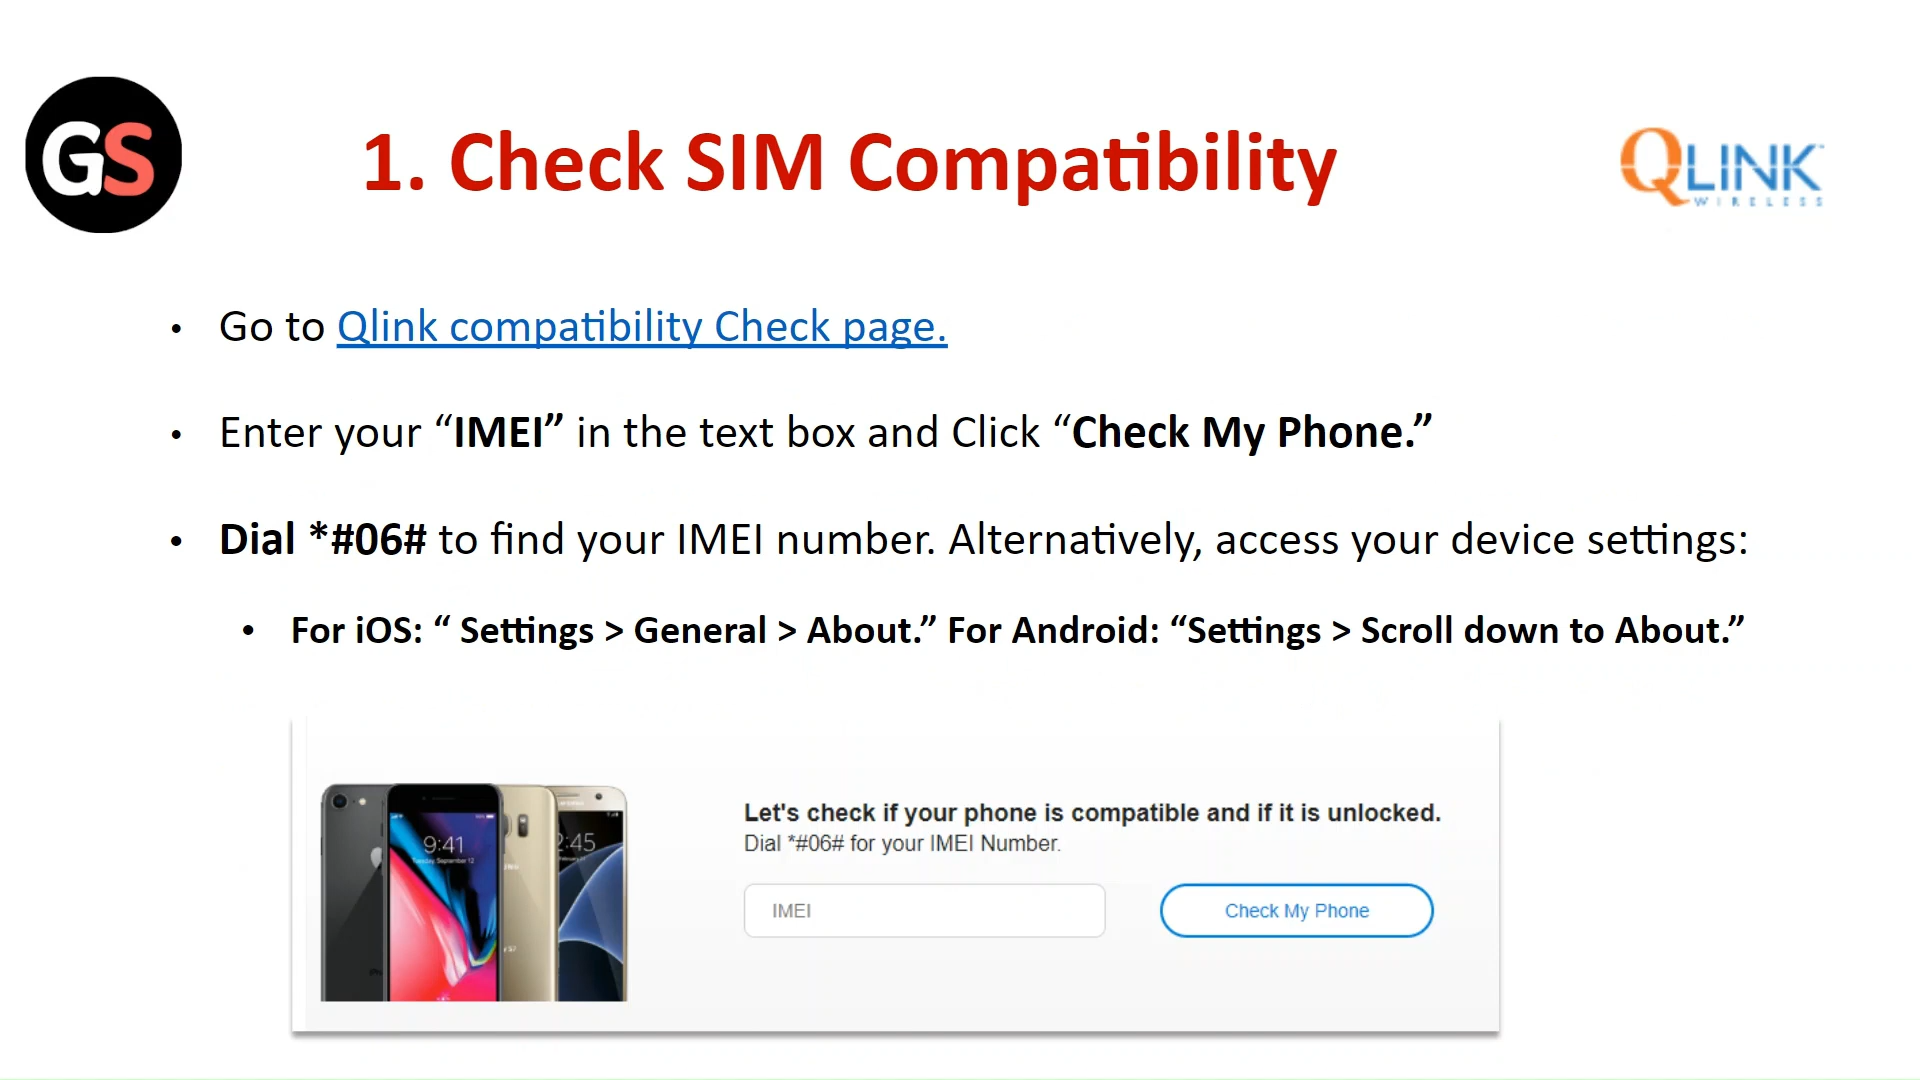 GS
1. Check SIM Compatibility
QLINK
WIRELESS
• Go to Qlink compatibility Check page.
• Enter your “IMEI” in the text box and Click “Check My Phone.”
• Dial *#06# to find your IMEI number. Alternatively, access your device settings:
• For iOS: “ Settings > General > About.” For Android: “Settings > Scroll down to About.”
9:41
Tuesday, September 12
2:45
Let's check if your phone is compatible and if it is unlocked.
Dial *#06# for your IMEI Number.
IMEI
Check My Phone